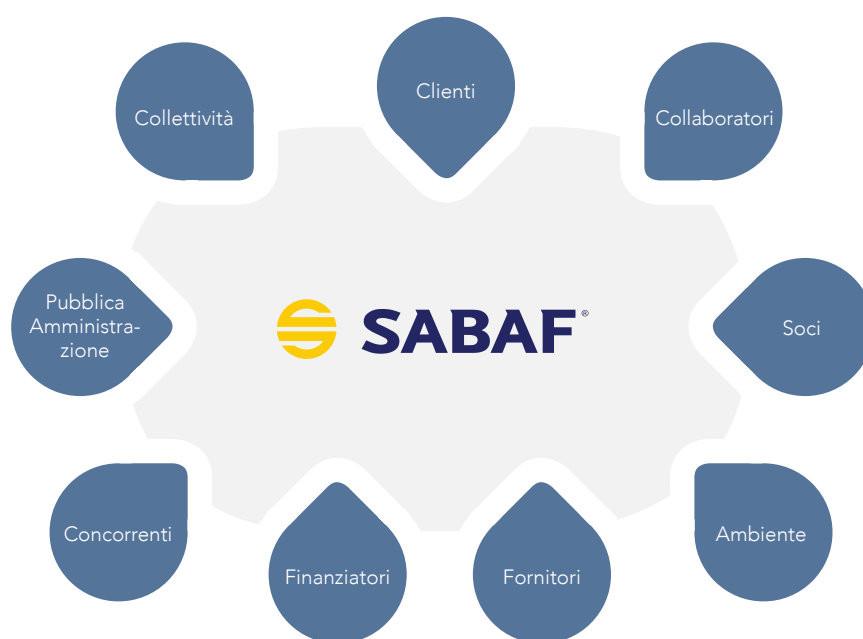 Clienti
Collettività
Collaboratori
Pubblica
Amministra-
zione
SABAF®
Soci
Concorrenti
Finanziatori
Fornitori
Ambiente